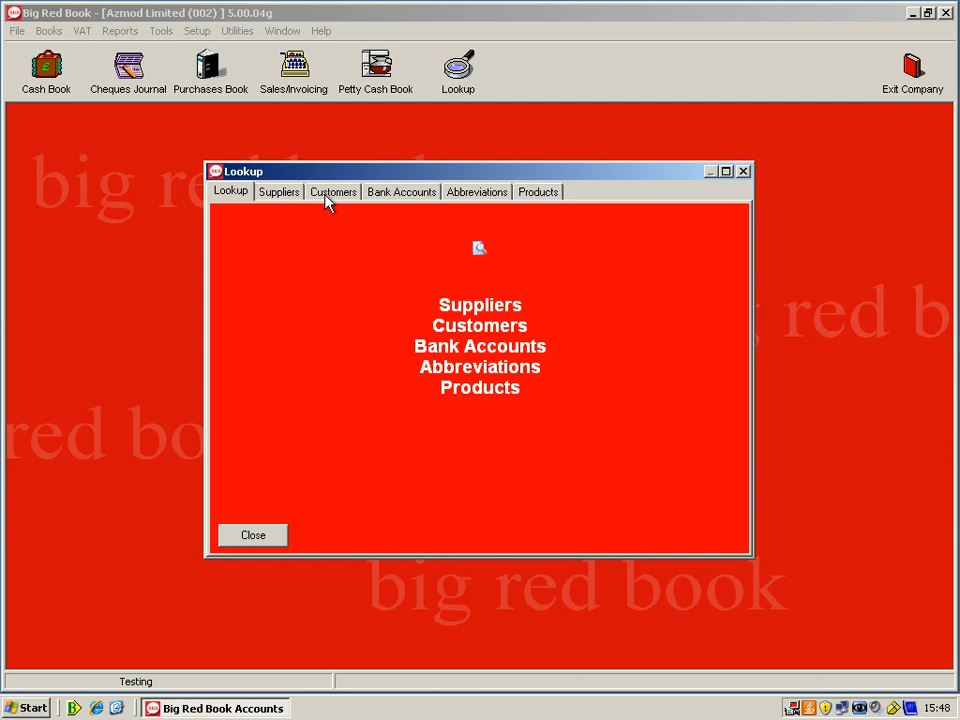 Big Red Book - [Azmod Limited (002) ] 5.00.04g
File Books VAT Reports Tools Setup Utilities Window Help
Cash Book Cheques Journal Purchases Book Sales/Invoicing Petty Cash Book Lookup Exit Company
Lookup
Lookup Suppliers Customers Bank Accounts Abbreviations Products
Suppliers
Customers
Bank Accounts
Abbreviations
Products
Close
big re
big red b
red bo
big red book
Testing
Start Big Red Book Accounts 15:48